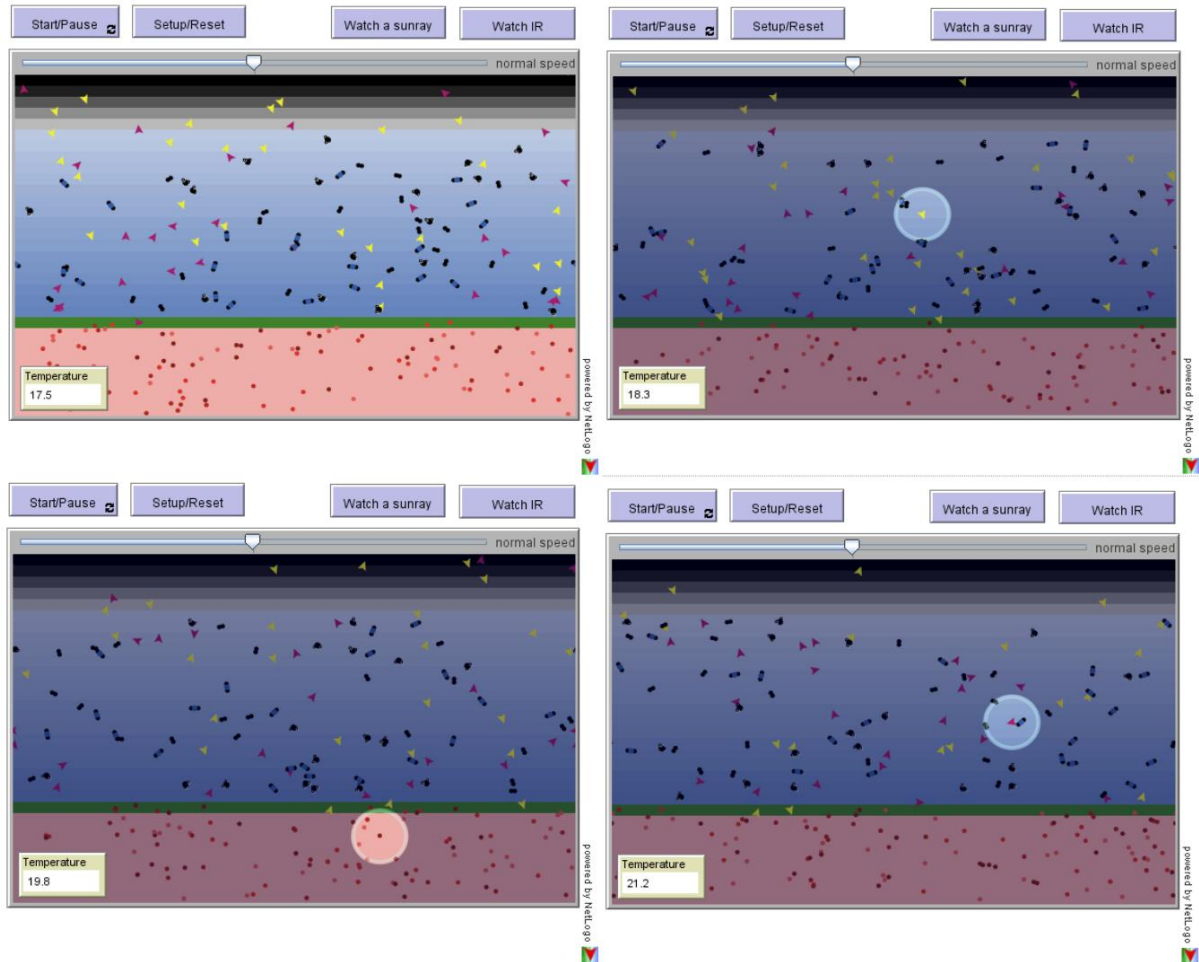 Start/Pause Setup/Reset Watch a sunray Watch IR
normal speed
Temperature
17.5
powered by NetLogo
Start/Pause Setup/Reset Watch a sunray Watch IR
normal speed
Temperature
18.3
powered by NetLogo
Start/Pause Setup/Reset Watch a sunray Watch IR
normal speed
Temperature
19.8
powered by NetLogo
Start/Pause Setup/Reset Watch a sunray Watch IR
normal speed
Temperature
21.2
powered by NetLogo